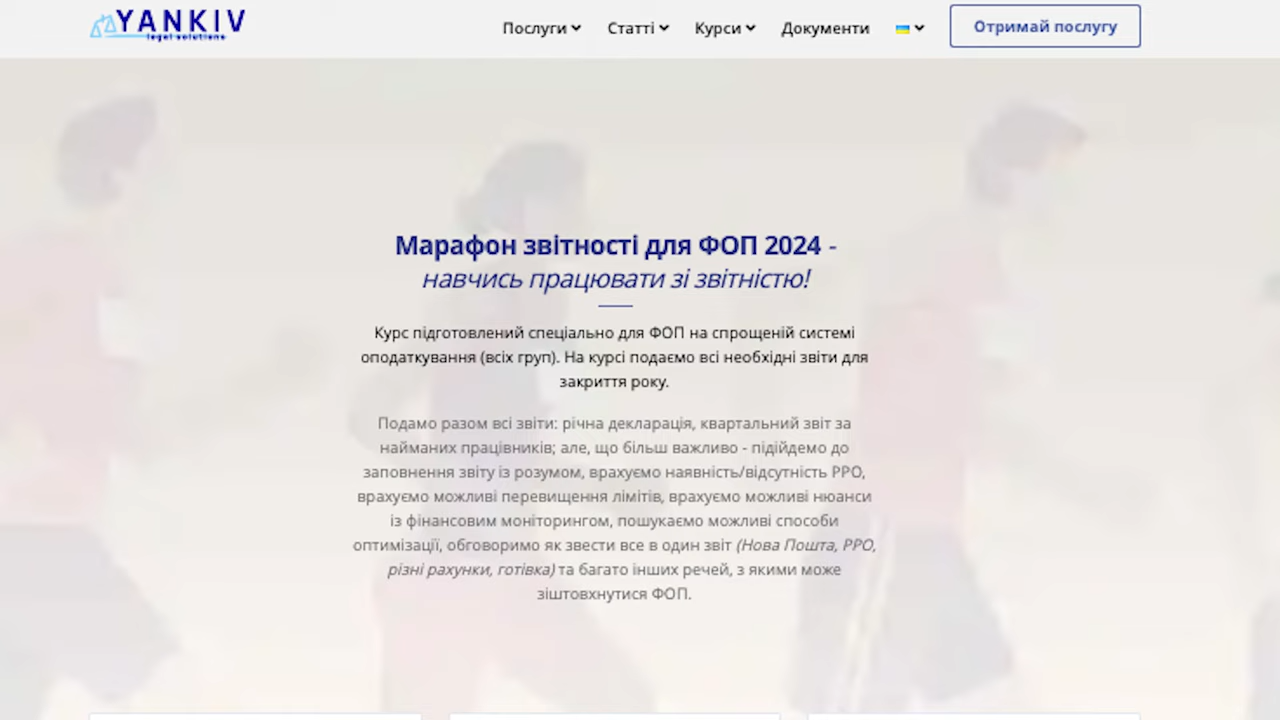 YANKIV
legal solutions
Послуги
Статті
Курси
Документи
Отримай послугу
Марафон звітності для ФОП 2024 -
навчись працювати зі звітністю!
Курс підготовлений спеціально для ФОП на спрощеній системі
оподаткування (всіх груп). На курсі подаємо всі необхідні звіти для
закриття року.
Подамо разом всі звіти: річна декларація, квартальний звіт за
найманих працівників; але, що більш важливо - підійдемо до
заповнення звіту із розумом, врахуємо наявність/відсутність РРО,
врахуємо можливі перевищення лімітів, врахуємо можливі нюанси
із фінансовим моніторингом, пошукаємо можливі способи
оптимізації, обговоримо як звести все в один звіт (Нова Пошта, РРО,
різні рахунки, готівка) та багато інших речей, з якими може
зіштовхнутися ФОП.